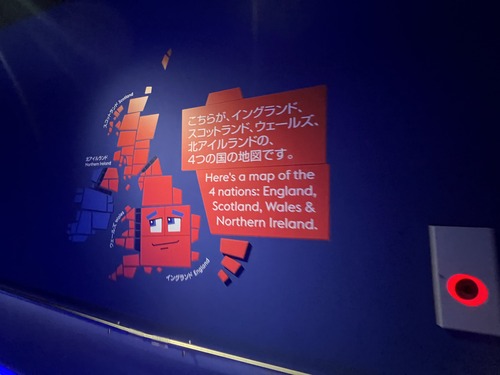 スコットランド Scotland
こちらが、イングランド、
スコットランド、ウェールズ、
北アイルランドの、
4つの国の地図です。
北アイルランド
Northern Ireland
Here's a map of the
4 nations: England,
Scotland, Wales &
Northern Ireland.
ウェールズ Wales
イングランド England